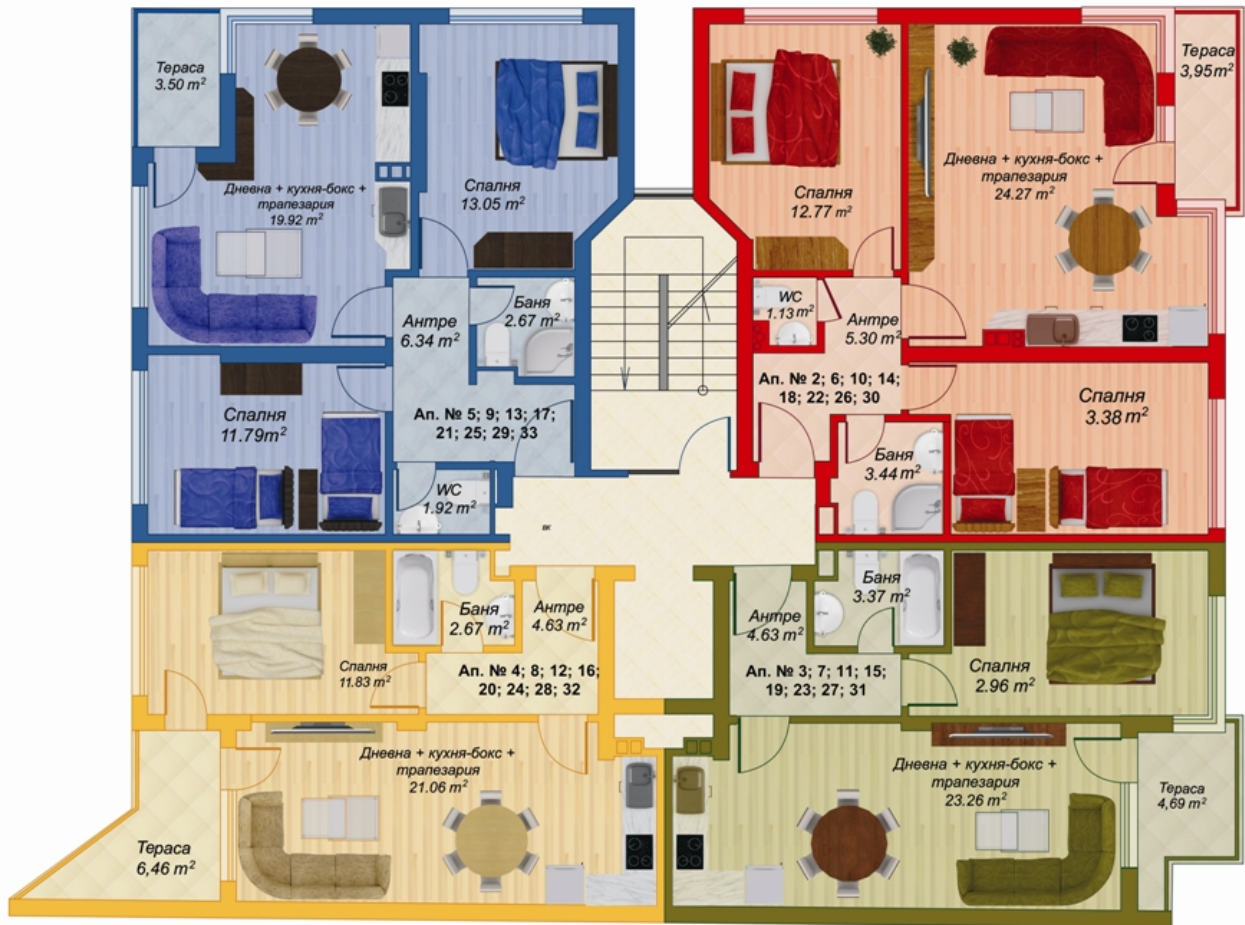 Тераса
3.50 m²
Дневна + кухня-бокс +
трапезария
19.92 m²
Спалня
13.05 m²
Антре
6.34 m²
Баня
2.67 m²
Спалня
11.79m²
Ап. № 5; 9; 13; 17;
21; 25; 29; 33
WC
1.92 m²
Спалня
12.77 m²
Дневна + кухня-бокс +
трапезария
24.27 m²
Тераса
3,95m²
WC
1.13 m²
Антре
5.30 m²
Ап. № 2; 6; 10; 14;
18; 22; 26; 30
Баня
3.44 m²
Спалня
3.38 m²
вк
Спалня
11.83 m²
Баня
2.67 m²
Антре
4.63 m²
Ап. № 4; 8; 12; 16;
20; 24; 28; 32
Дневна + кухня-бокс +
трапезария
21.06 m²
Тераса
6,46 m²
Антре
4.63 m²
Баня
3.37 m²
Ап. № 3; 7; 11; 15;
19; 23; 27; 31
Спалня
2.96 m²
Дневна + кухня-бокс +
трапезария
23.26 m²
Тераса
4,69 m²